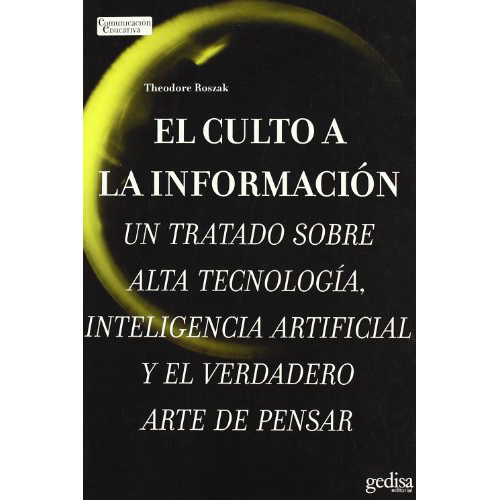 Comunicación
Educativa
Theodore Roszak
EL CULTO A
LA INFORMACIÓN
UN TRATADO SOBRE
ALTA TECNOLOGÍA,
INTELIGENCIA ARTIFICIAL
Y EL VERDADERO
ARTE DE PENSAR
gedisa
editorial